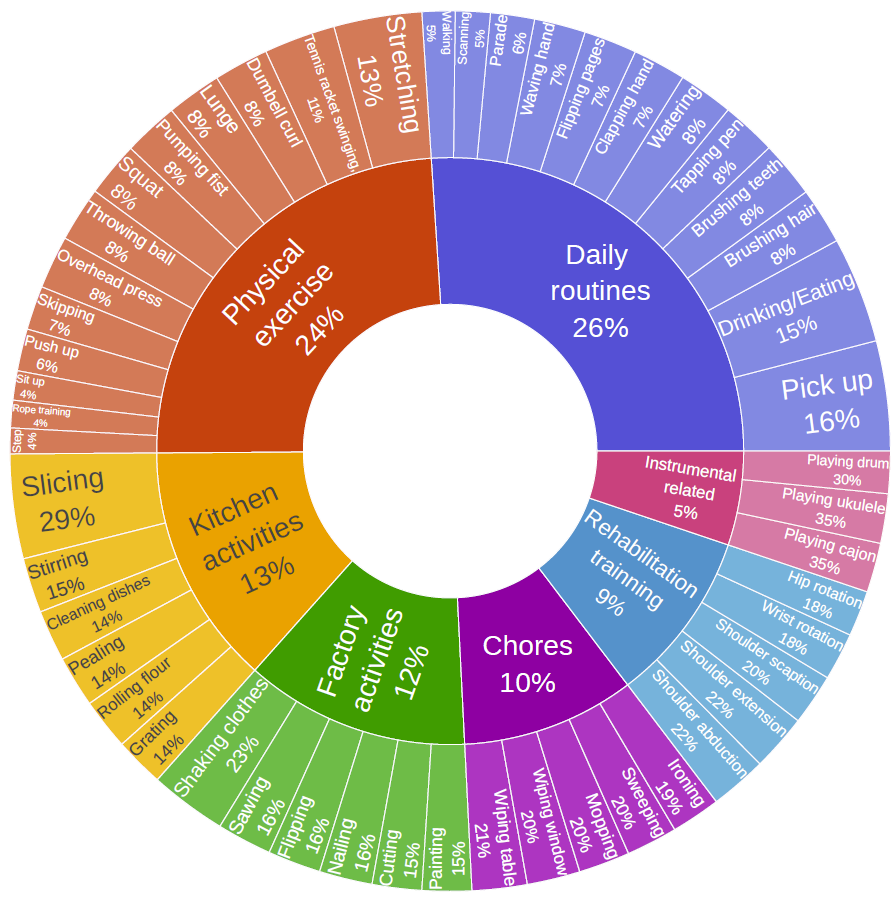 Daily
routines
26%
Walking
5%
Scanning
5%
Parade
6%
Waving hand
7%
Flipping pages
7%
Clapping hand
7%
Watering
8%
Tapping pen
8%
Brushing teeth
8%
Brushing hair
8%
Drinking/Eating
15%
Pick up
16%
Instrumental
related
5%
Playing drum
30%
Playing ukulele
35%
Playing cajon
35%
Rehabilitation
trainning
9%
Hip rotation
18%
Wrist rotation
18%
Shoulder scaption
20%
Shoulder extension
22%
Shoulder abduction
22%
Chores
10%
Ironing
19%
Sweeping
20%
Mopping
20%
Wiping window
20%
Wiping table
21%
Factory
activities
12%
Painting
15%
Cutting
15%
Nailing
16%
Flipping
16%
Sawing
16%
Shaking clothes
23%
Kitchen
activities
13%
Grating
14%
Rolling flour
14%
Pealing
14%
Cleaning dishes
14%
Stirring
15%
Slicing
29%
Physical
exercise
24%
Step
4%
Rope training
4%
Sit up
4%
Push up
6%
Skipping
7%
Overhead press
8%
Throwing ball
8%
Squat
8%
Pumping fist
8%
Lunge
8%
Dumbell curl
8%
Tennis racket swinging,
11%
Stretching
13%